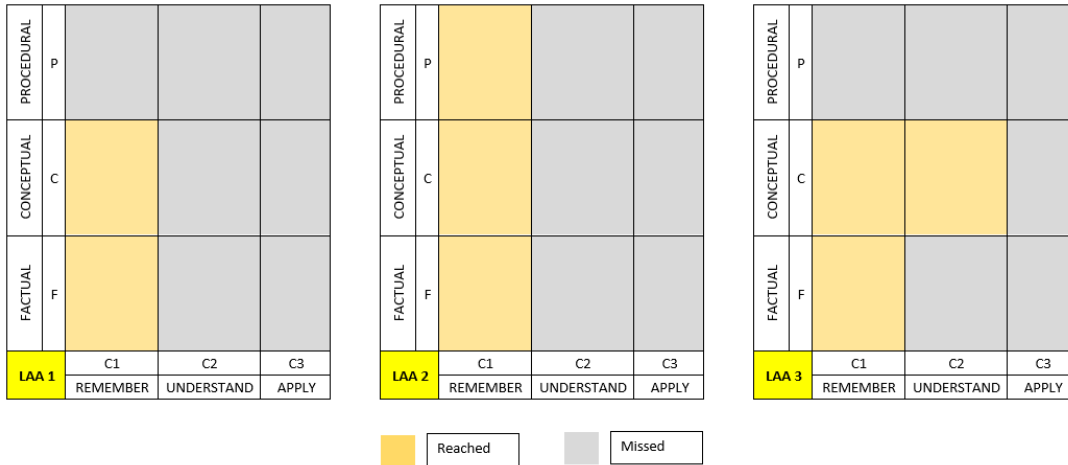 PROCEDURAL
P
CONCEPTUAL
C
FACTUAL
F
LAA 1
C1
C2
C3
REMEMBER
UNDERSTAND
APPLY
PROCEDURAL
P
CONCEPTUAL
C
FACTUAL
F
LAA 2
C1
C2
C3
REMEMBER
UNDERSTAND
APPLY
PROCEDURAL
P
CONCEPTUAL
C
FACTUAL
F
LAA 3
C1
C2
C3
REMEMBER
UNDERSTAND
APPLY
Reached
Missed